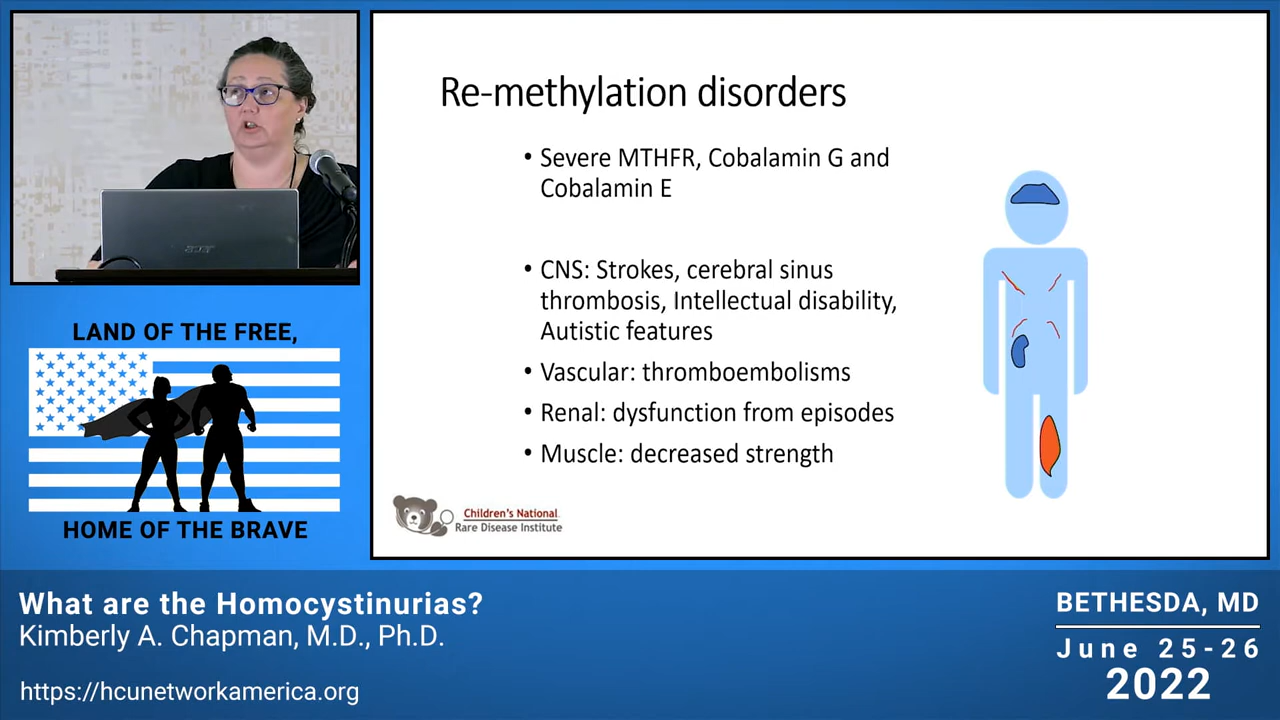 Re-methylation disorders
• Severe MTHFR, Cobalamin G and
Cobalamin E
• CNS: Strokes, cerebral sinus
thrombosis, Intellectual disability,
Autistic features
• Vascular: thromboembolisms
• Renal: dysfunction from episodes
• Muscle: decreased strength
Children's National
Rare Disease Institute
acer
LAND OF THE FREE,
HOME OF THE BRAVE
What are the Homocystinurias?
Kimberly A. Chapman, M.D., Ph.D.
https://hcunetworkamerica.org
BETHESDA, MD
June 25-26
2022